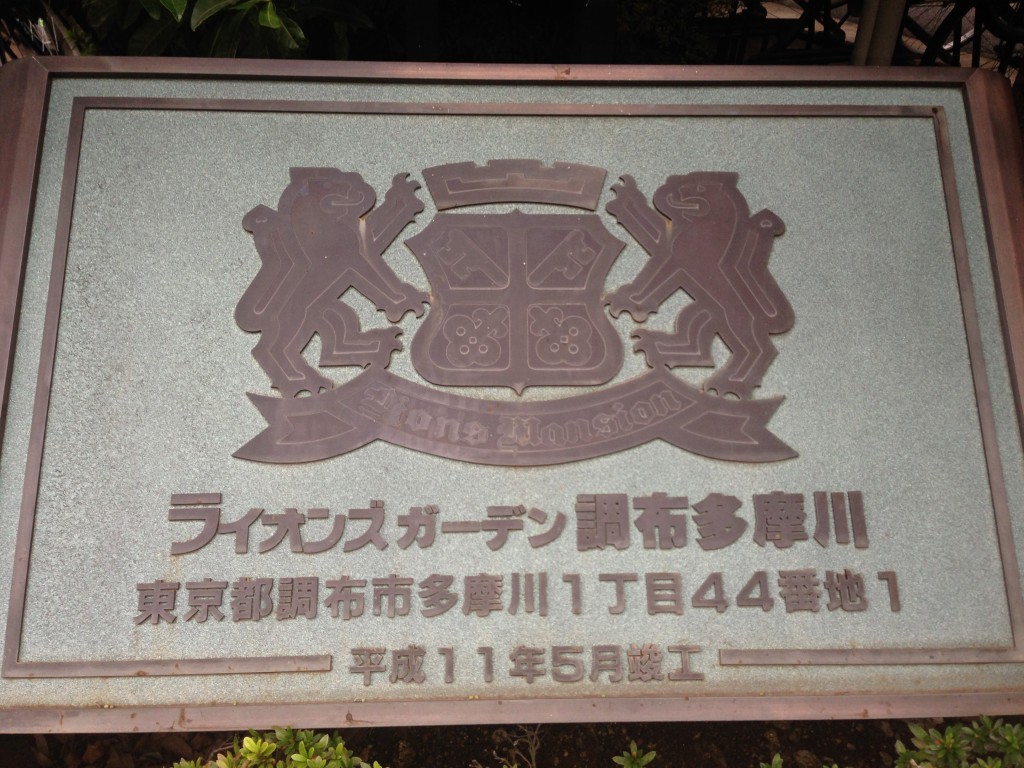 Lions Mansion
ライオンズガーデン調布多摩川
東京都調布市多摩川1丁目44番地1
平成11年5月竣工